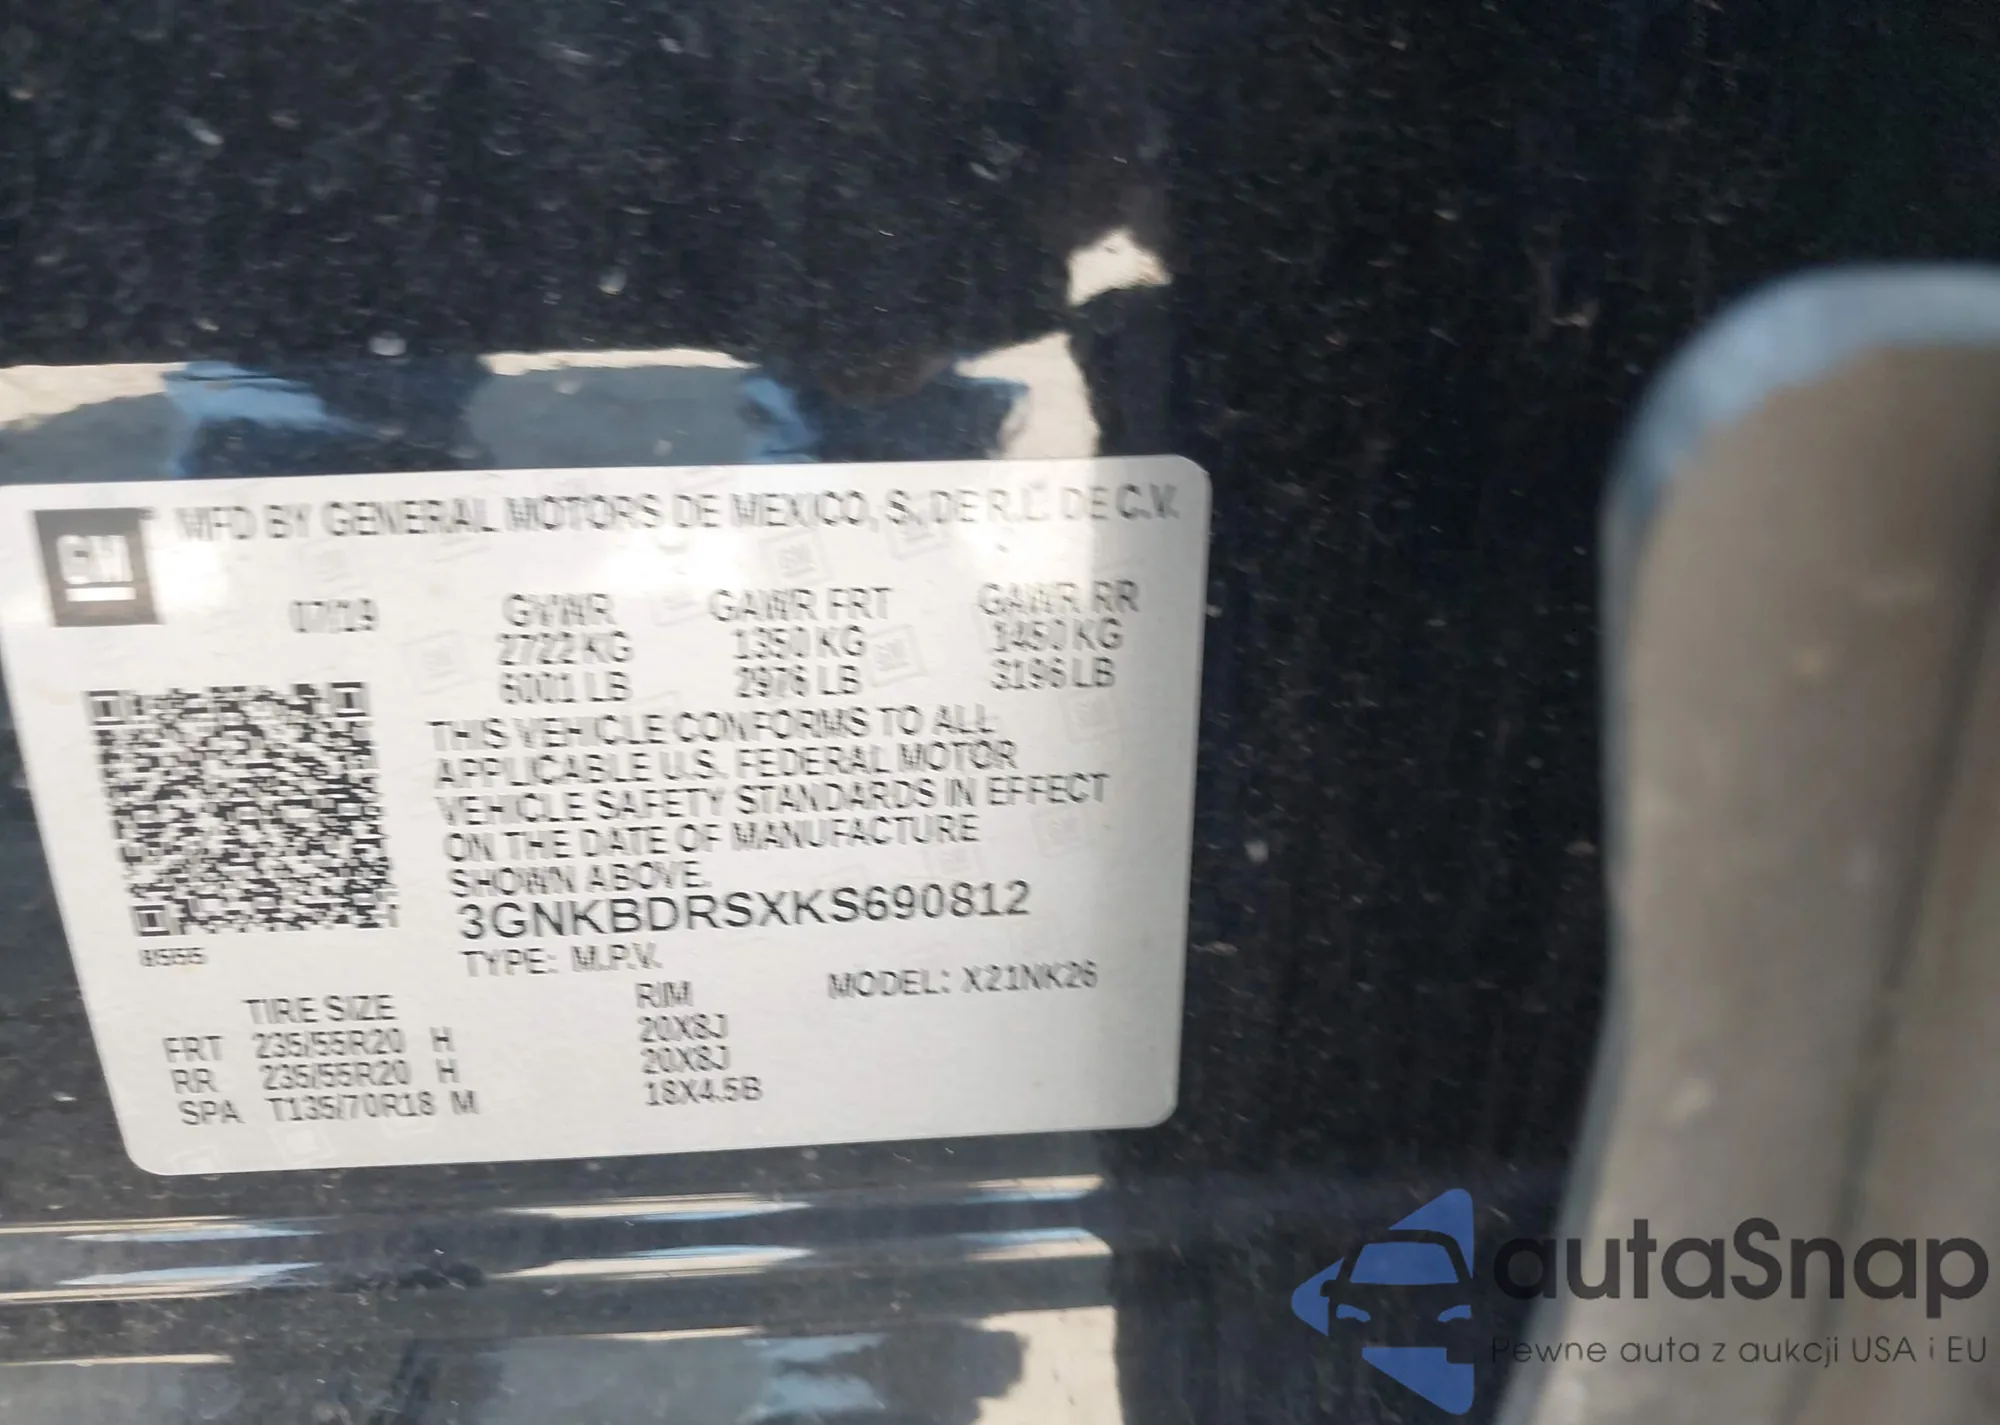 GM
MFD BY GENERAL MOTORS DE MEXICO, S. DE R.L. DE C.V.
07/19 GVWR GAWR FRT GAWR RR
2722 KG 1350 KG 1450 KG
6001 LB 2976 LB 3196 LB
THIS VEHICLE CONFORMS TO ALL
APPLICABLE U.S. FEDERAL MOTOR
VEHICLE SAFETY STANDARDS IN EFFECT
ON THE DATE OF MANUFACTURE
SHOWN ABOVE.
3GNKBDRSXKS690812
TYPE: M.P.V. MODEL: X21NK26
TIRE SIZE RIM
FRT 235/55R20 H 20X8J
RR 235/55R20 H 20X8J
SPA T135/70R18 M 18X4.5B
autaSnap
Pewne auta z aukcji USA i EU